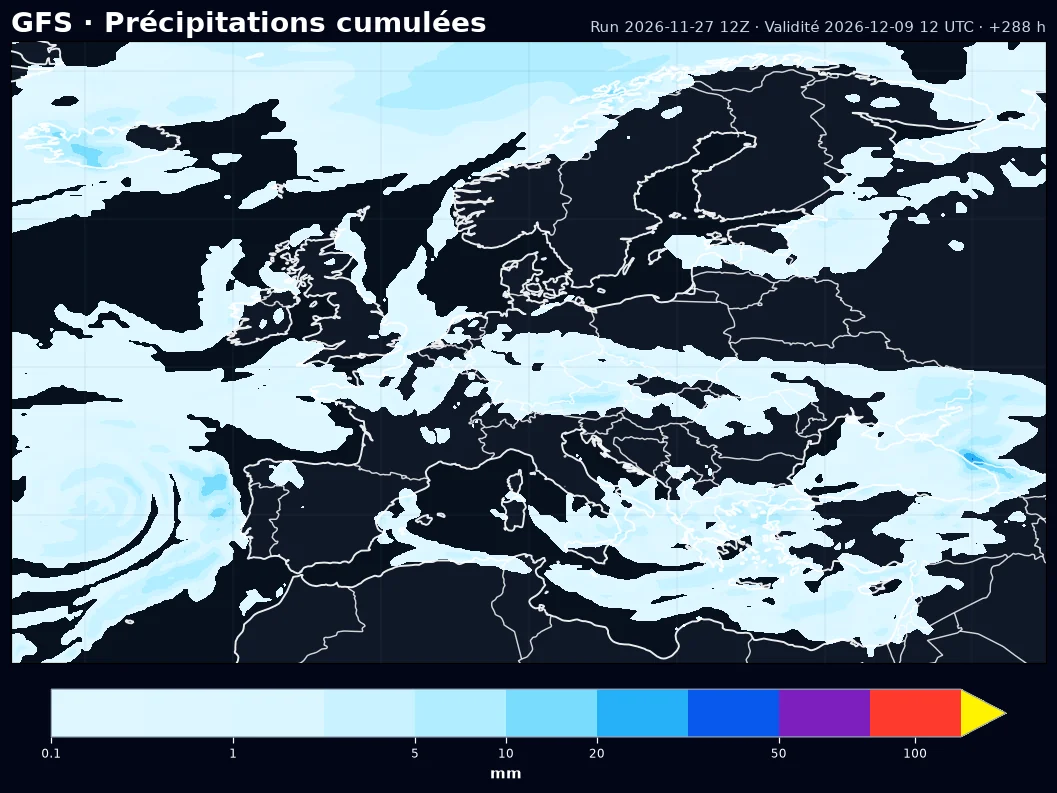 GFS · Précipitations cumulées
Run 2026-11-27 12Z · Validité 2026-12-09 12 UTC · +288 h
0.1 1 5 10 20 50 100
mm